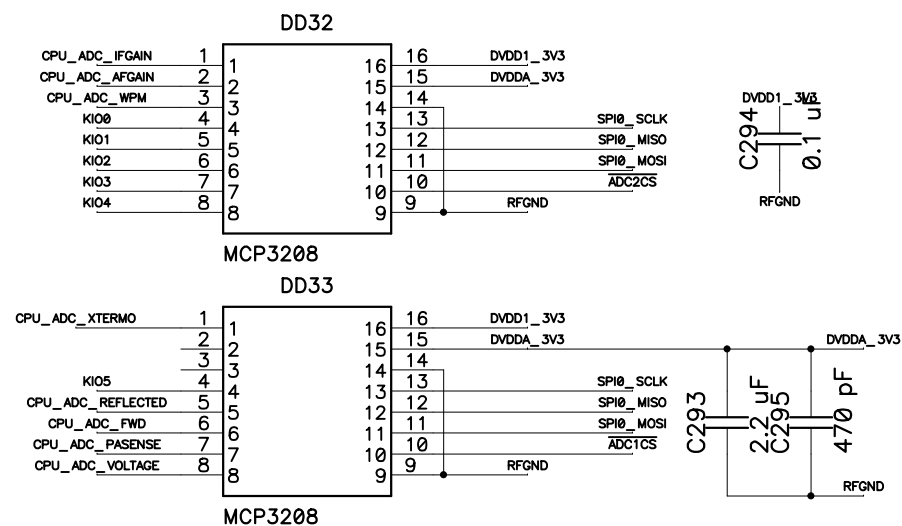 DD32
CPU_ADC_IFGAIN 1 1 16 16 DVDD1_3V3
CPU_ADC_AFGAIN 2 2 15 15 DVDDA_3V3
CPU_ADC_WPM 3 3 14 14
KIO0 4 4 13 13 SPI0_SCLK
KIO1 5 5 12 12 SPI0_MISO
KIO2 6 6 11 11 SPI0_MOSI
KIO3 7 7 10 10 ADC2CS
KIO4 8 8 9 9 RFGND
MCP3208
DVDD1_3V3
C294 0.1 uF
RFGND
DD33
CPU_ADC_XTERMO 1 1 16 16 DVDD1_3V3
2 2 15 15 DVDDA_3V3 DVDDA_3V3
3 3 14 14
KIO5 4 4 13 13 SPI0_SCLK
CPU_ADC_REFLECTED 5 5 12 12 SPI0_MISO
CPU_ADC_FWD 6 6 11 11 SPI0_MOSI
CPU_ADC_PASENSE 7 7 10 10 ADC1CS
CPU_ADC_VOLTAGE 8 8 9 9 RFGND
MCP3208
C293 2.2 uF
C295 470 pF
RFGND